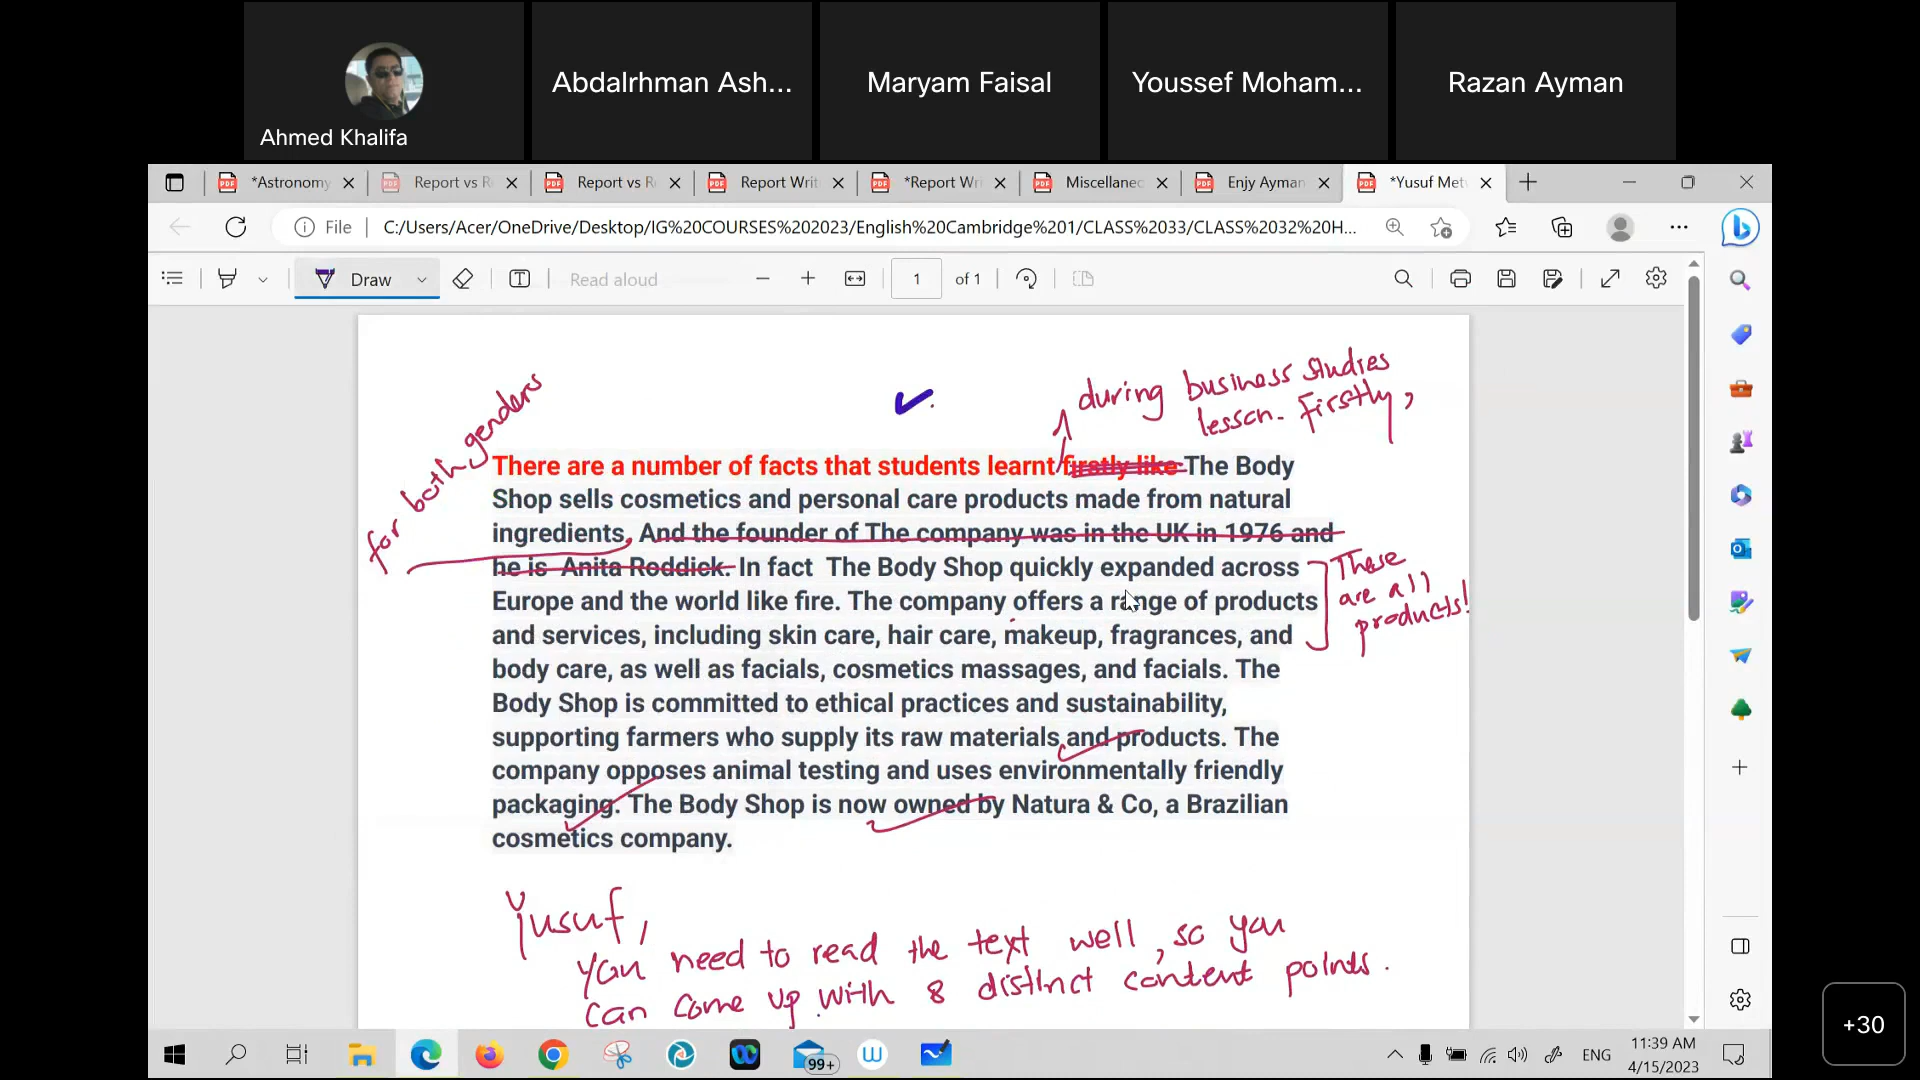 Ahmed Khalifa
Abdalrhman Ash...
Maryam Faisal
Youssef Moham...
Razan Ayman
*Astronomy
Report vs R
Report vs R
Report Writ
*Report Wri
Miscellanec
Enjy Ayman
*Yusuf Met
File
C:/Users/Acer/OneDrive/Desktop/IG%20COURSES%202023/English%20Cambridge%201/CLASS%2033/CLASS%2032%20H...
Draw
Read aloud
1
of 1
during business studies
lesson. Firstly,
for both genders
There are a number of facts that students learnt firstly like The Body
Shop sells cosmetics and personal care products made from natural
ingredients, And the founder of The company was in the UK in 1976 and
he is Anita Roddick. In fact The Body Shop quickly expanded across
Europe and the world like fire. The company offers a range of products
and services, including skin care, hair care, makeup, fragrances, and
body care, as well as facials, cosmetics massages, and facials. The
Body Shop is committed to ethical practices and sustainability,
supporting farmers who supply its raw materials and products. The
company opposes animal testing and uses environmentally friendly
packaging. The Body Shop is now owned by Natura & Co, a Brazilian
cosmetics company.
These
are all
products!
Yusuf,
You need to read the text well, so you
can come up with 8 distinct content points.
+30
99+
ENG
11:39 AM
4/15/2023